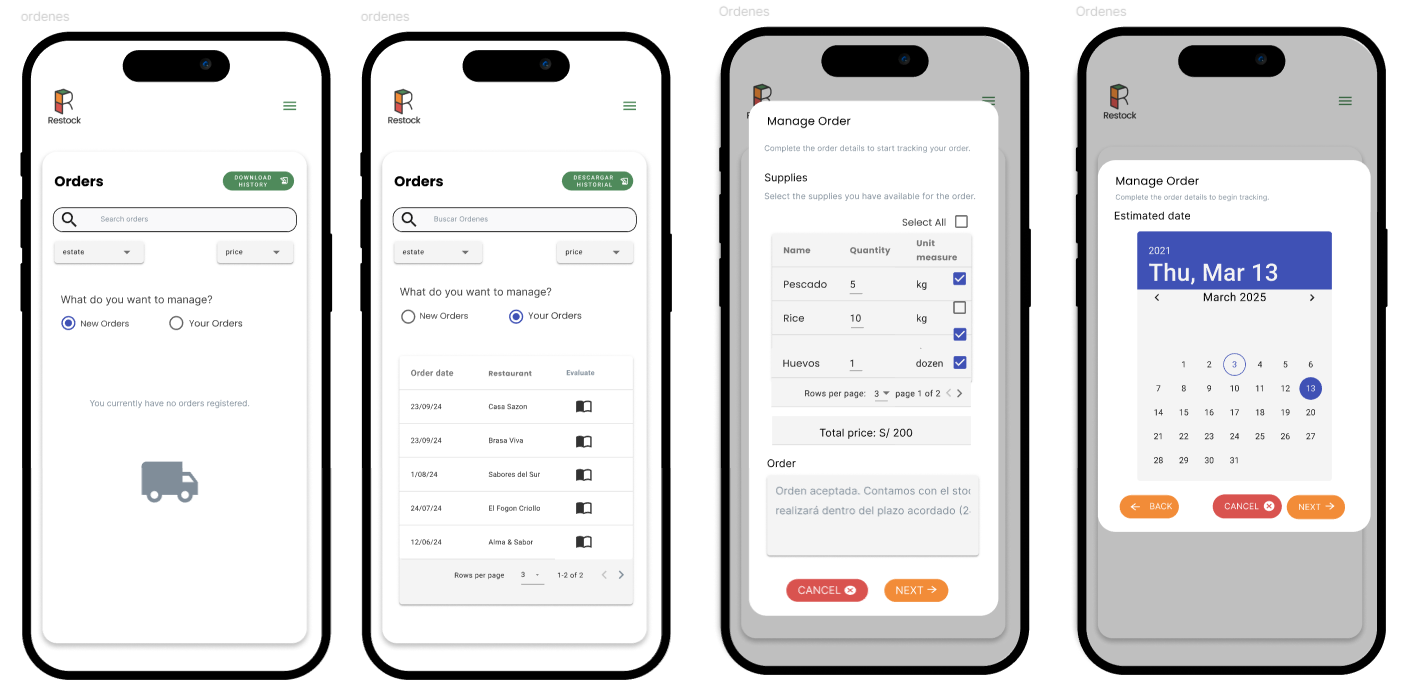 ordenes
Restock
Orders
DOWNLOAD
HISTORY
Search orders
estate
price
What do you want to manage?
New Orders
Your Orders
You currently have no orders registered.
ordenes
Restock
Orders
DESCARGAR
HISTORIAL
Buscar Ordenes
estate
price
What do you want to manage?
New Orders
Your Orders
Order date Restaurant Evaluate
23/09/24 Casa Sazon
23/09/24 Brasa Viva
1/08/24 Sabores del Sur
24/07/24 El Fogon Criollo
12/06/24 Alma & Sabor
Rows per page 3 1-2 of 2
Ordenes
Manage Order
Complete the order details to start tracking your order.
Supplies
Select the supplies you have available for the order.
Select All
Name Quantity Unit
measure
Pescado 5 kg
Rice 10 kg
Huevos 1 dozen
Rows per page: 3 page 1 of 2
Total price: S/ 200
Order
Orden aceptada. Contamos con el
realizará dentro del plazo acordado (2
CANCEL
NEXT
Ordenes
Restock
Manage Order
Complete the order details to begin tracking.
Estimated date
2021
Thu, Mar 13
March 2025
1 2 3 4 5 6
7 8 9 10 11 12 13
14 15 16 17 18 19 20
21 22 23 24 25 26 27
28 29 30 31
BACK
CANCEL
NEXT